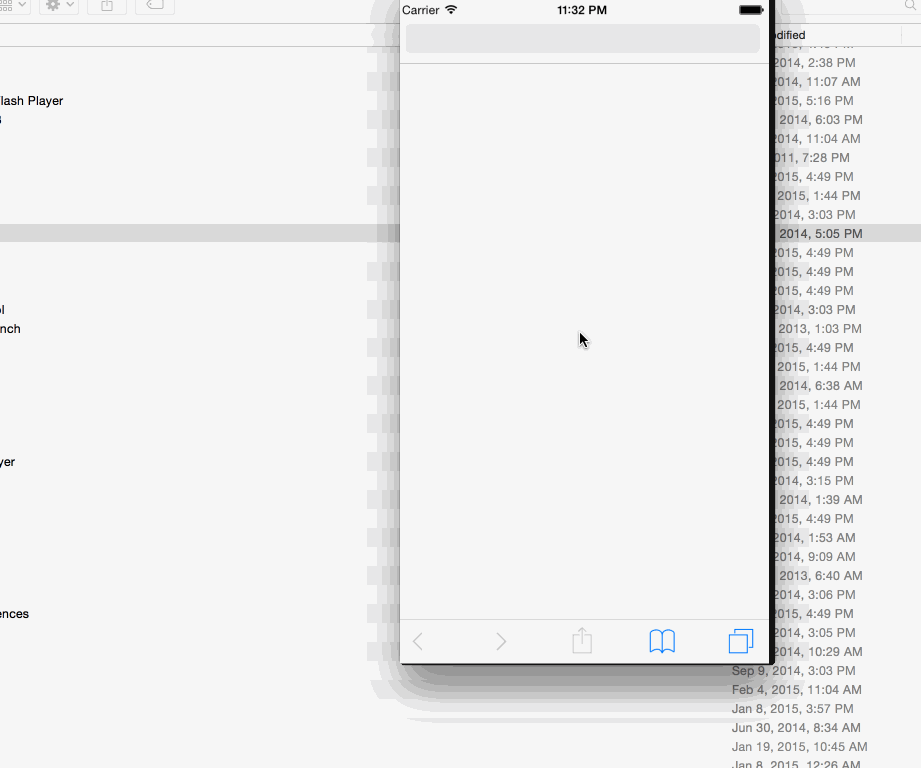 Carrier
11:32 PM
dified
2014, 2:38 PM
014, 11:07 AM
lash Player
2015, 5:16 PM
2014, 6:03 PM
014, 11:04 AM
011, 7:28 PM
2015, 4:49 PM
2015, 1:44 PM
2014, 3:03 PM
2014, 5:05 PM
2015, 4:49 PM
2015, 4:49 PM
2015, 4:49 PM
ol
2014, 3:03 PM
nch
2013, 1:03 PM
2015, 4:49 PM
2015, 1:44 PM
2014, 6:38 AM
2015, 1:44 PM
2015, 4:49 PM
2015, 4:49 PM
yer
2015, 4:49 PM
2014, 3:15 PM
2014, 1:39 AM
2015, 4:49 PM
2014, 1:53 AM
2014, 9:09 AM
2013, 6:40 AM
2014, 3:06 PM
ences
2015, 4:49 PM
2014, 3:05 PM
014, 10:29 AM
Sep 9, 2014, 3:03 PM
Feb 4, 2015, 11:04 AM
Jan 8, 2015, 3:57 PM
Jun 30, 2014, 8:34 AM
Jan 19, 2015, 10:45 AM
Jan 8, 2015, 12:26 AM